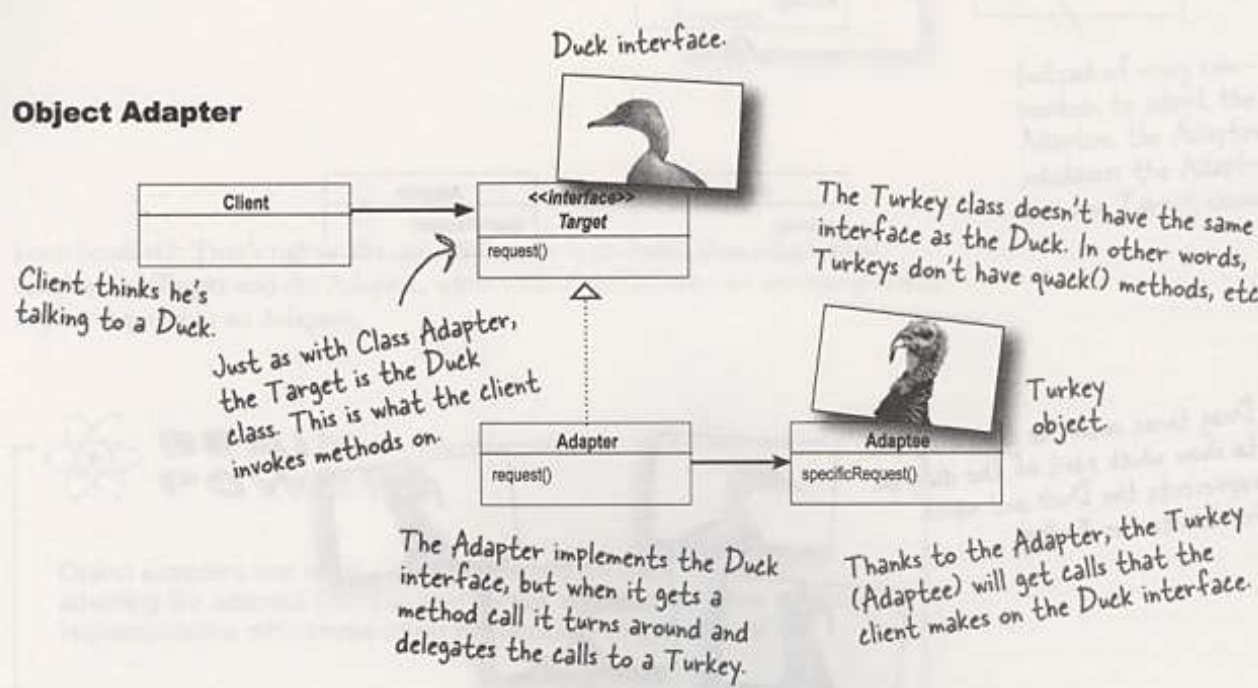 Duck interface.
Object Adapter
Client
<<interface>>
Target
request()
The Turkey class doesn't have the same
interface as the Duck. In other words,
Turkeys don't have quack() methods, etc
Client thinks he's
talking to a Duck.
Just as with Class Adapter,
the Target is the Duck
class. This is what the client
invokes methods on.
Turkey
object.
Adapter
request()
Adaptee
specificRequest()
The Adapter implements the Duck
interface, but when it gets a
method call it turns around and
delegates the calls to a Turkey.
Thanks to the Adapter, the Turkey
(Adaptee) will get calls that the
client makes on the Duck interface.